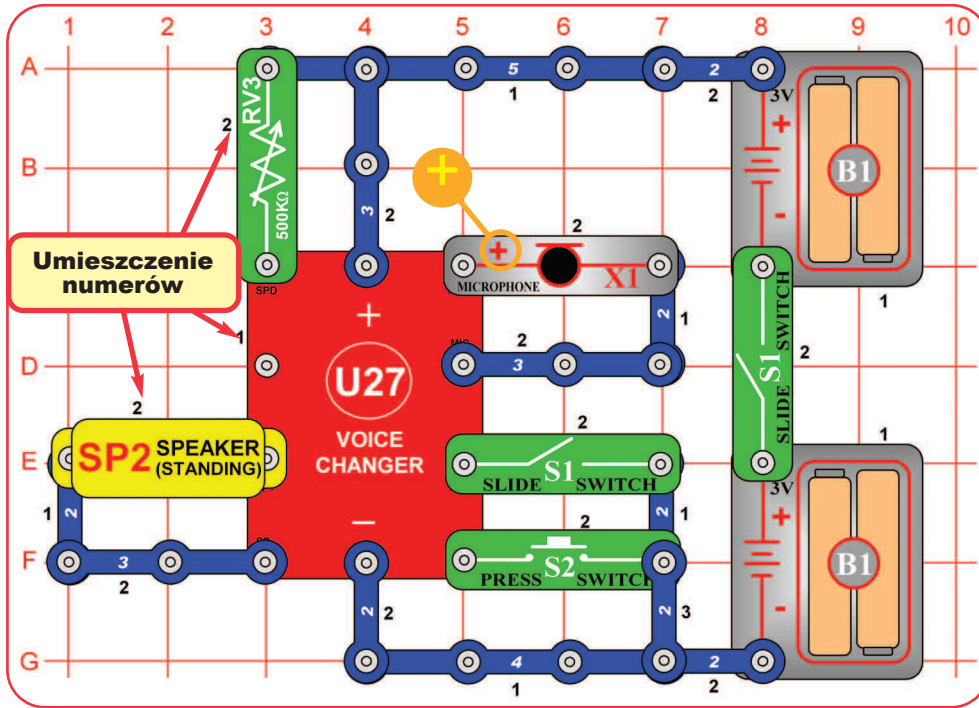 1 2 3 4 5 6 7 8 9 10
A
B
D
E
F
G
RV3
500KΩ
2
5
1
2
2
3V
+
-
B1
1
3
2
+
Umieszczenie
numerów
SPD
1
+
U27
VOICE
CHANGER
–
2
+
MICROPHONE
X1
2
1
2
3
SLIDE S1 SWITCH
2
2
SP2 SPEAKER
(STANDING)
1
2
3
2
2
SLIDE S1 SWITCH
2
1
2
PRESS S2 SWITCH
3V
+
-
B1
1
2
2
2
3
4
1
2
2